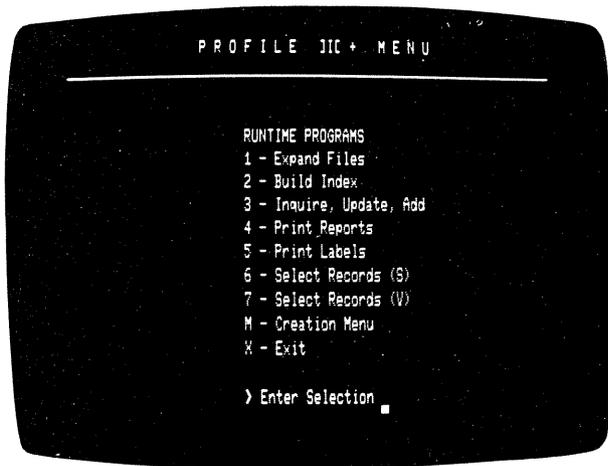 PROFILE III+ MENU
RUNTIME PROGRAMS
1 - Expand Files
2 - Build Index
3 - Inquire, Update, Add
4 - Print Reports
5 - Print Labels
6 - Select Records (S)
7 - Select Records (V)
M - Creation Menu
X - Exit
> Enter Selection